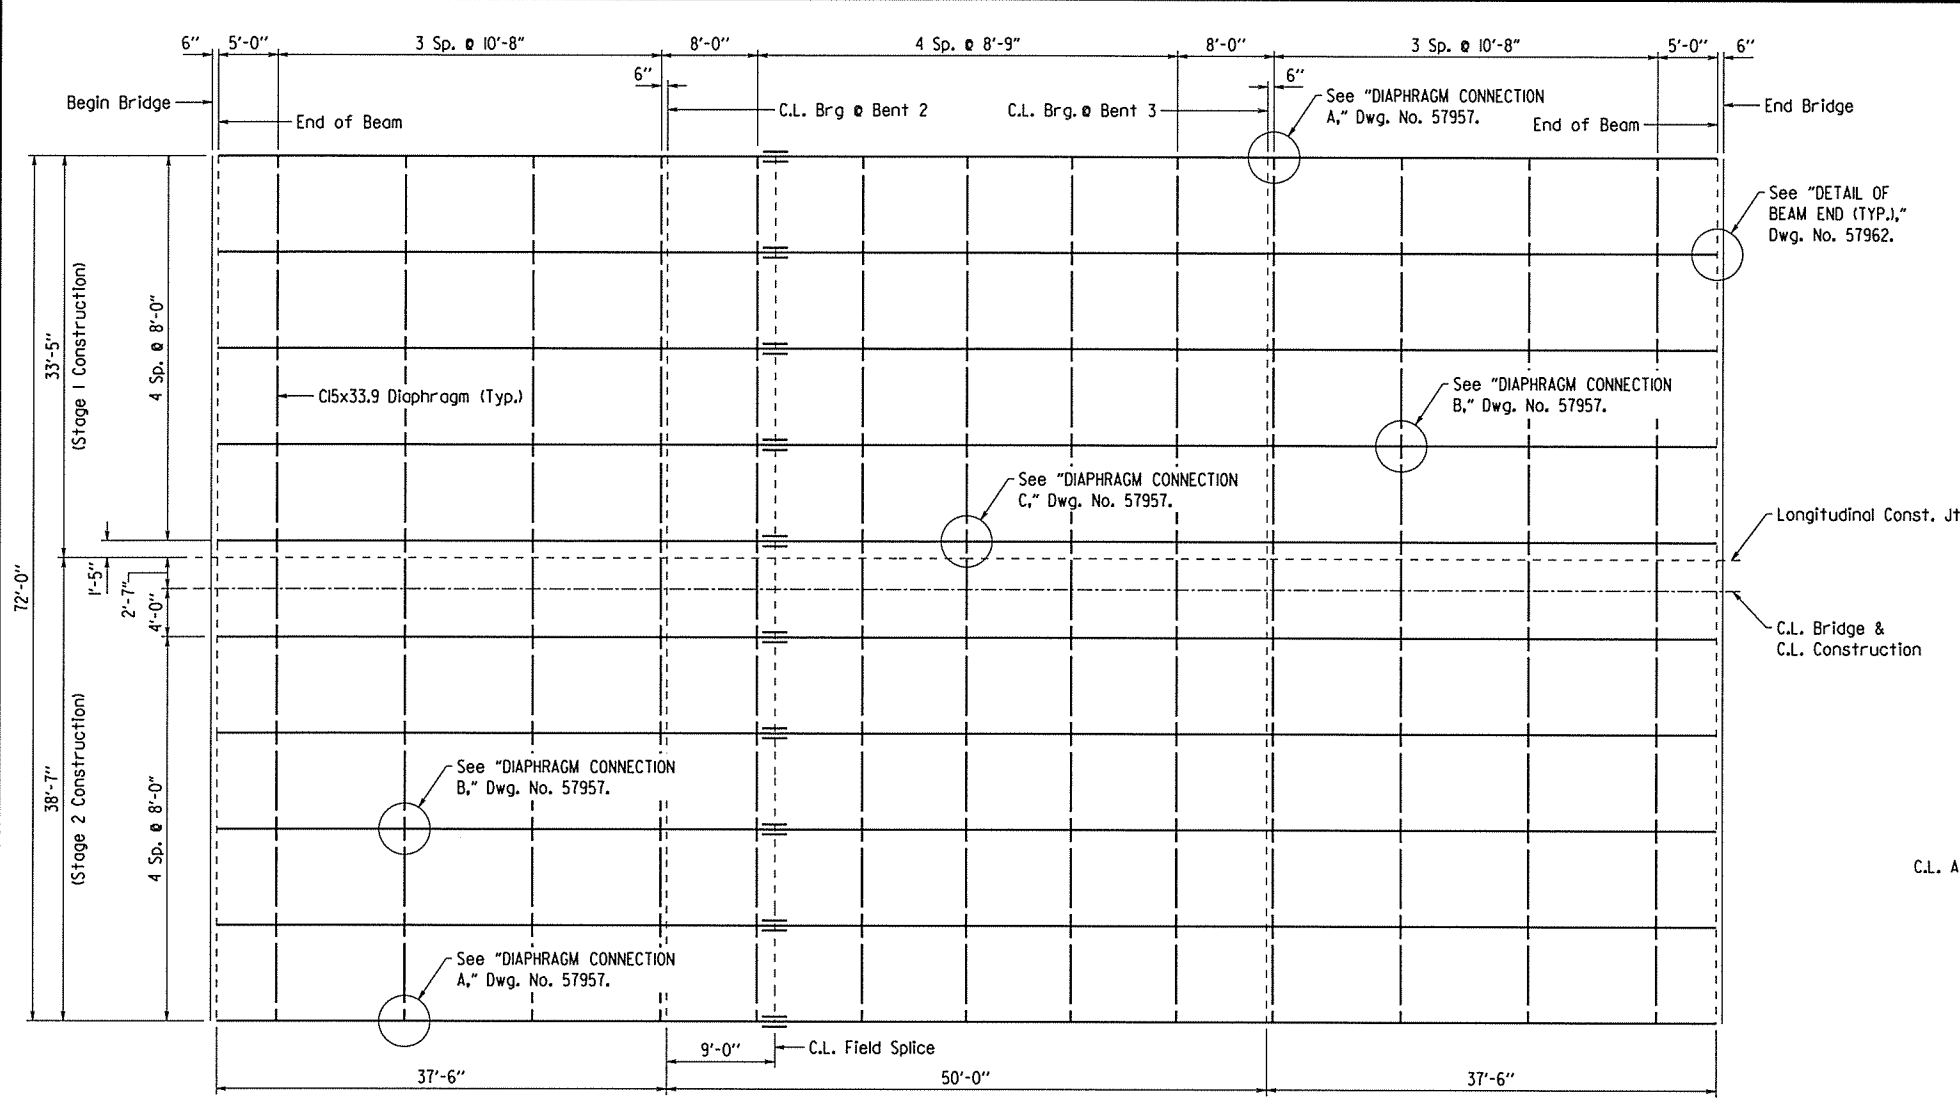 6" 5'-0" 3 Sp. @ 10'-8" 8'-0" 4 Sp. @ 8'-9" 8'-0" 3 Sp. @ 10'-8" 5'-0" 6"
6" 6"
Begin Bridge
End of Beam
C.L. Brg @ Bent 2
C.L. Brg. @ Bent 3
See "DIAPHRAGM CONNECTION
A," Dwg. No. 57957.
End of Beam
End Bridge
See "DETAIL OF
BEAM END (TYP.),"
Dwg. No. 57962.
33'-5"
(Stage 1 Construction)
4 Sp. @ 8'-0"
C15x33.9 Diaphragm (Typ.)
See "DIAPHRAGM CONNECTION
B," Dwg. No. 57957.
See "DIAPHRAGM CONNECTION
C," Dwg. No. 57957.
Longitudinal Const. Jt
72'-0"
1'-5"
2'-7"
4'-0"
C.L. Bridge &
C.L. Construction
38'-7"
(Stage 2 Construction)
4 Sp. @ 8'-0"
See "DIAPHRAGM CONNECTION
B," Dwg. No. 57957.
C.L. A
See "DIAPHRAGM CONNECTION
A," Dwg. No. 57957.
9'-0"
C.L. Field Splice
37'-6" 50'-0" 37'-6"